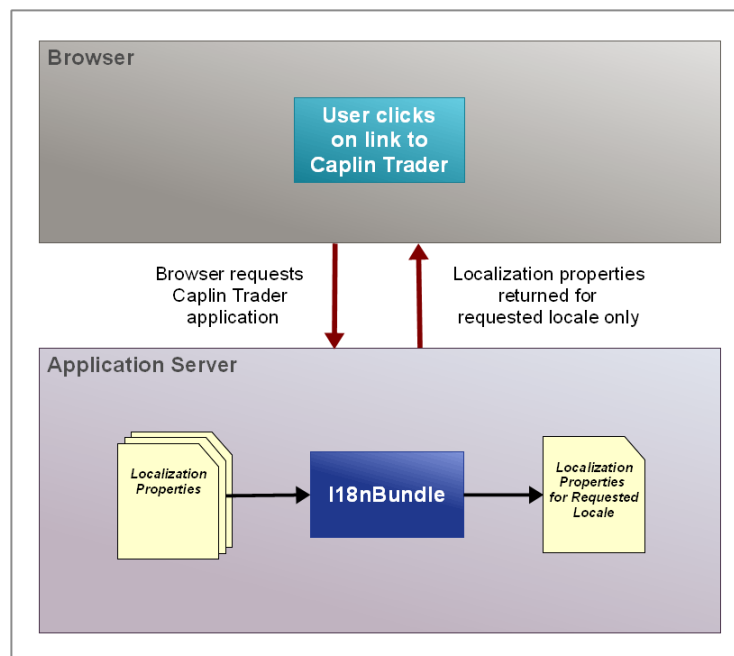 Browser
User clicks
on link to
Caplin Trader
Browser requests
Caplin Trader
application
Localization properties
returned for
requested locale only
Application Server
Localization
Properties
I18nBundle
Localization
Properties
for Requested
Locale